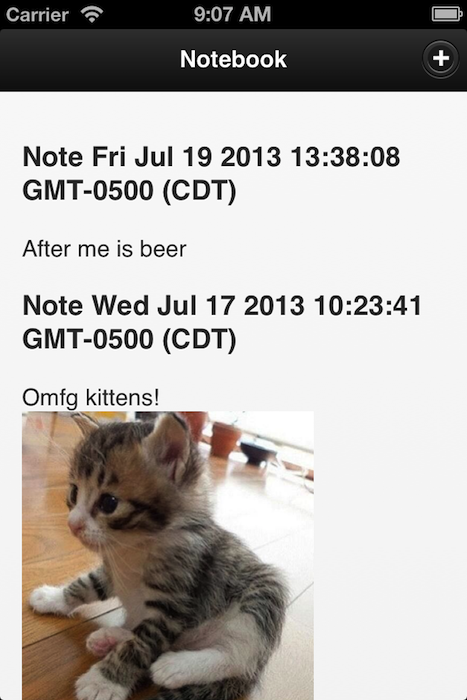 Carrier 9:07 AM
Notebook
Note Fri Jul 19 2013 13:38:08
GMT-0500 (CDT)
After me is beer
Note Wed Jul 17 2013 10:23:41
GMT-0500 (CDT)
Omfg kittens!